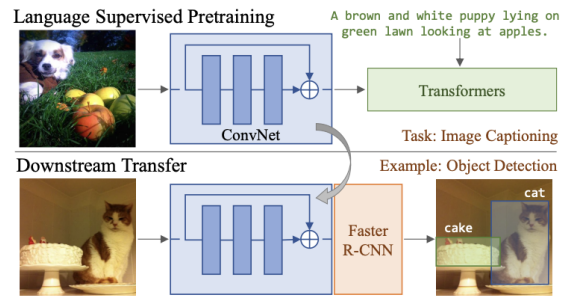 Language Supervised Pretraining
A brown and white puppy lying on
green lawn looking at apples.
Transformers
ConvNet
Task: Image Captioning
Downstream Transfer
Example: Object Detection
Faster
R-CNN
cat
cake